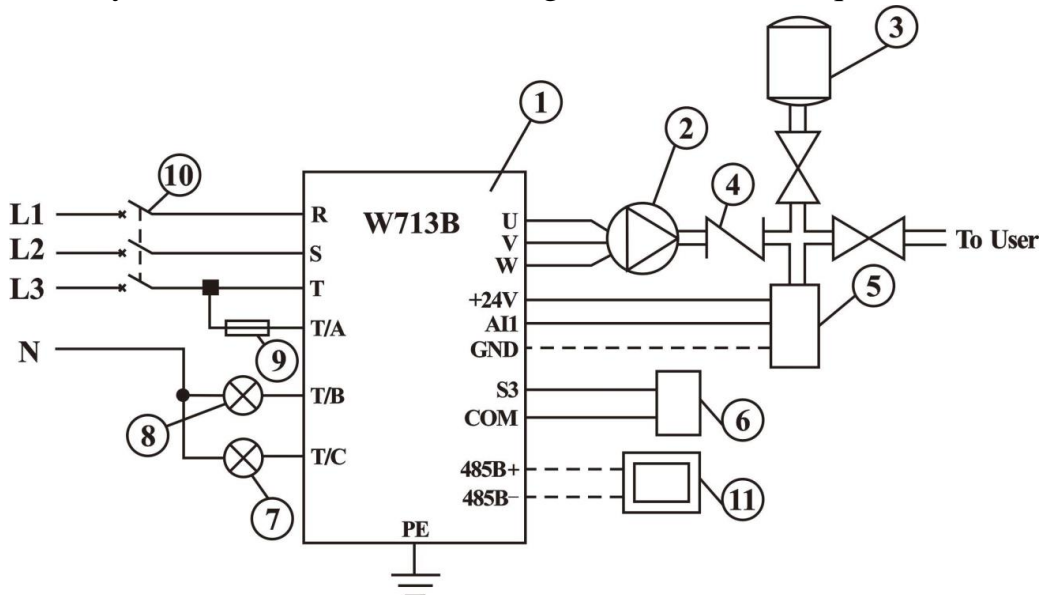 3
1
2
10
4
L1
R
W713B
U
V
To User
L2
S
W
L3
T
+24V
5
T/A
AI1
N
9
GND
T/B
S3
6
8
COM
T/C
485B+
7
485B−
11
PE